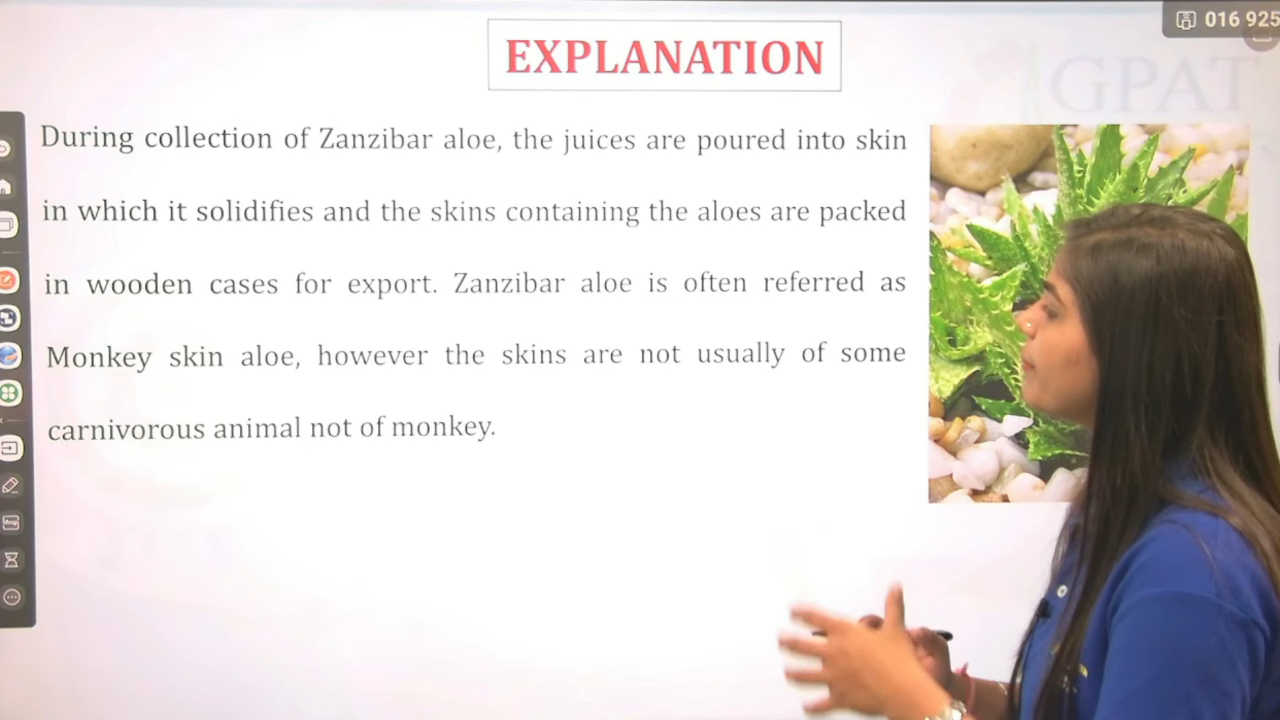 016 925
EXPLANATION
GPAT
During collection of Zanzibar aloe, the juices are poured into skin
in which it solidifies and the skins containing the aloes are packed
in wooden cases for export. Zanzibar aloe is often referred as
Monkey skin aloe, however the skins are not usually of some
carnivorous animal not of monkey.